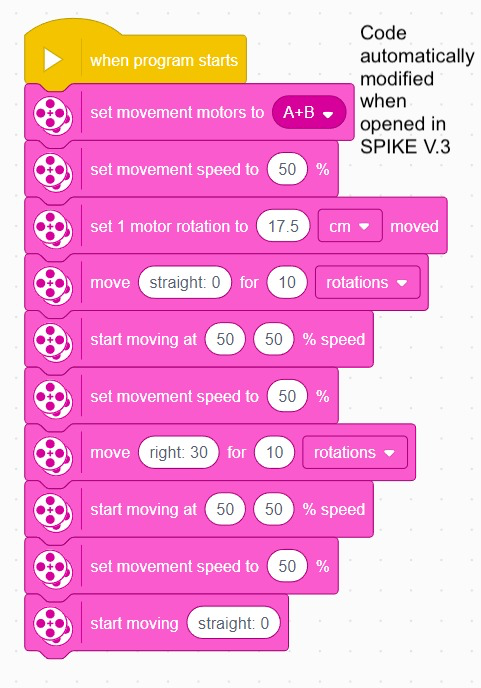 when program starts
Code
automatically
modified
when
opened in
SPIKE V.3
set movement motors to A+B
set movement speed to 50 %
set 1 motor rotation to 17.5 cm moved
move straight: 0 for 10 rotations
start moving at 50 50 % speed
set movement speed to 50 %
move right: 30 for 10 rotations
start moving at 50 50 % speed
set movement speed to 50 %
start moving straight: 0